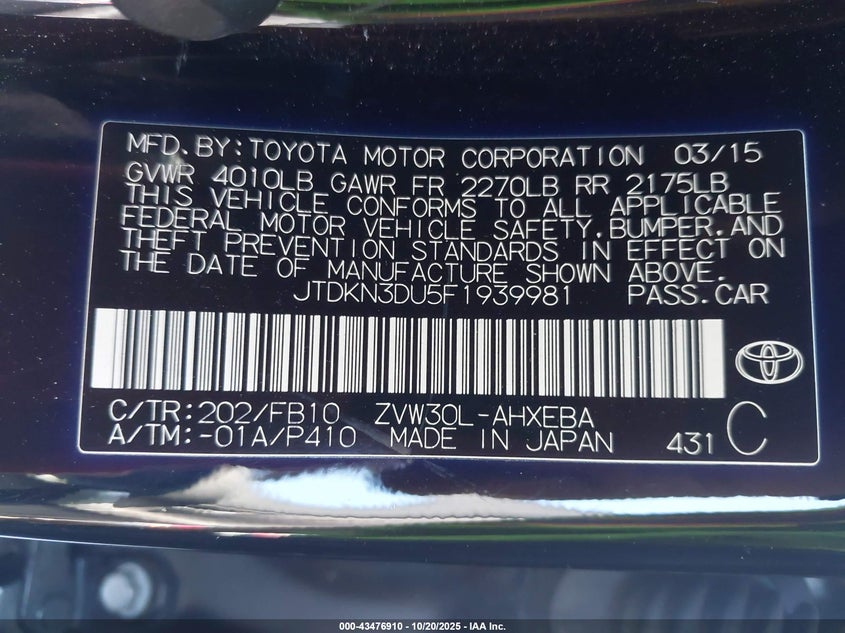 MFD.BY:TOYOTA MOTOR CORPORATION 03/15
GVWR 4010LB GAWR FR 2270LB RR 2175LB
THIS VEHICLE CONFORMS TO ALL APPLICABLE
FEDERAL MOTOR VEHICLE SAFETY,BUMPER,AND
THEFT PREVENTION STANDARDS IN EFFECT ON
THE DATE OF MANUFACTURE SHOWN ABOVE.
JTDKN3DU5F1939981 PASS.CAR
C/TR:202/FB10 ZVW30L-AHXEBA
A/TM:-01A/P410 MADE IN JAPAN 431 C
000-43476910 - 10/20/2025 - IAA Inc.